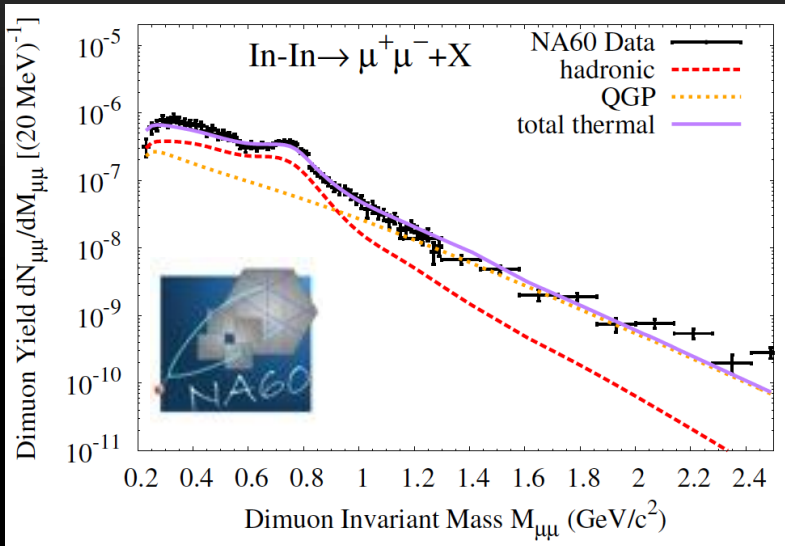 In-In→ μ⁺μ⁻+X
NA60 Data
hadronic
QGP
total thermal
Dimuon Yield dN_μμ/dM_μμ [(20 MeV)⁻¹]
10⁻⁵
10⁻⁶
10⁻⁷
10⁻⁸
10⁻⁹
10⁻¹⁰
10⁻¹¹
NA60
0.2 0.4 0.6 0.8 1 1.2 1.4 1.6 1.8 2 2.2 2.4
Dimuon Invariant Mass M_μμ (GeV/c²)